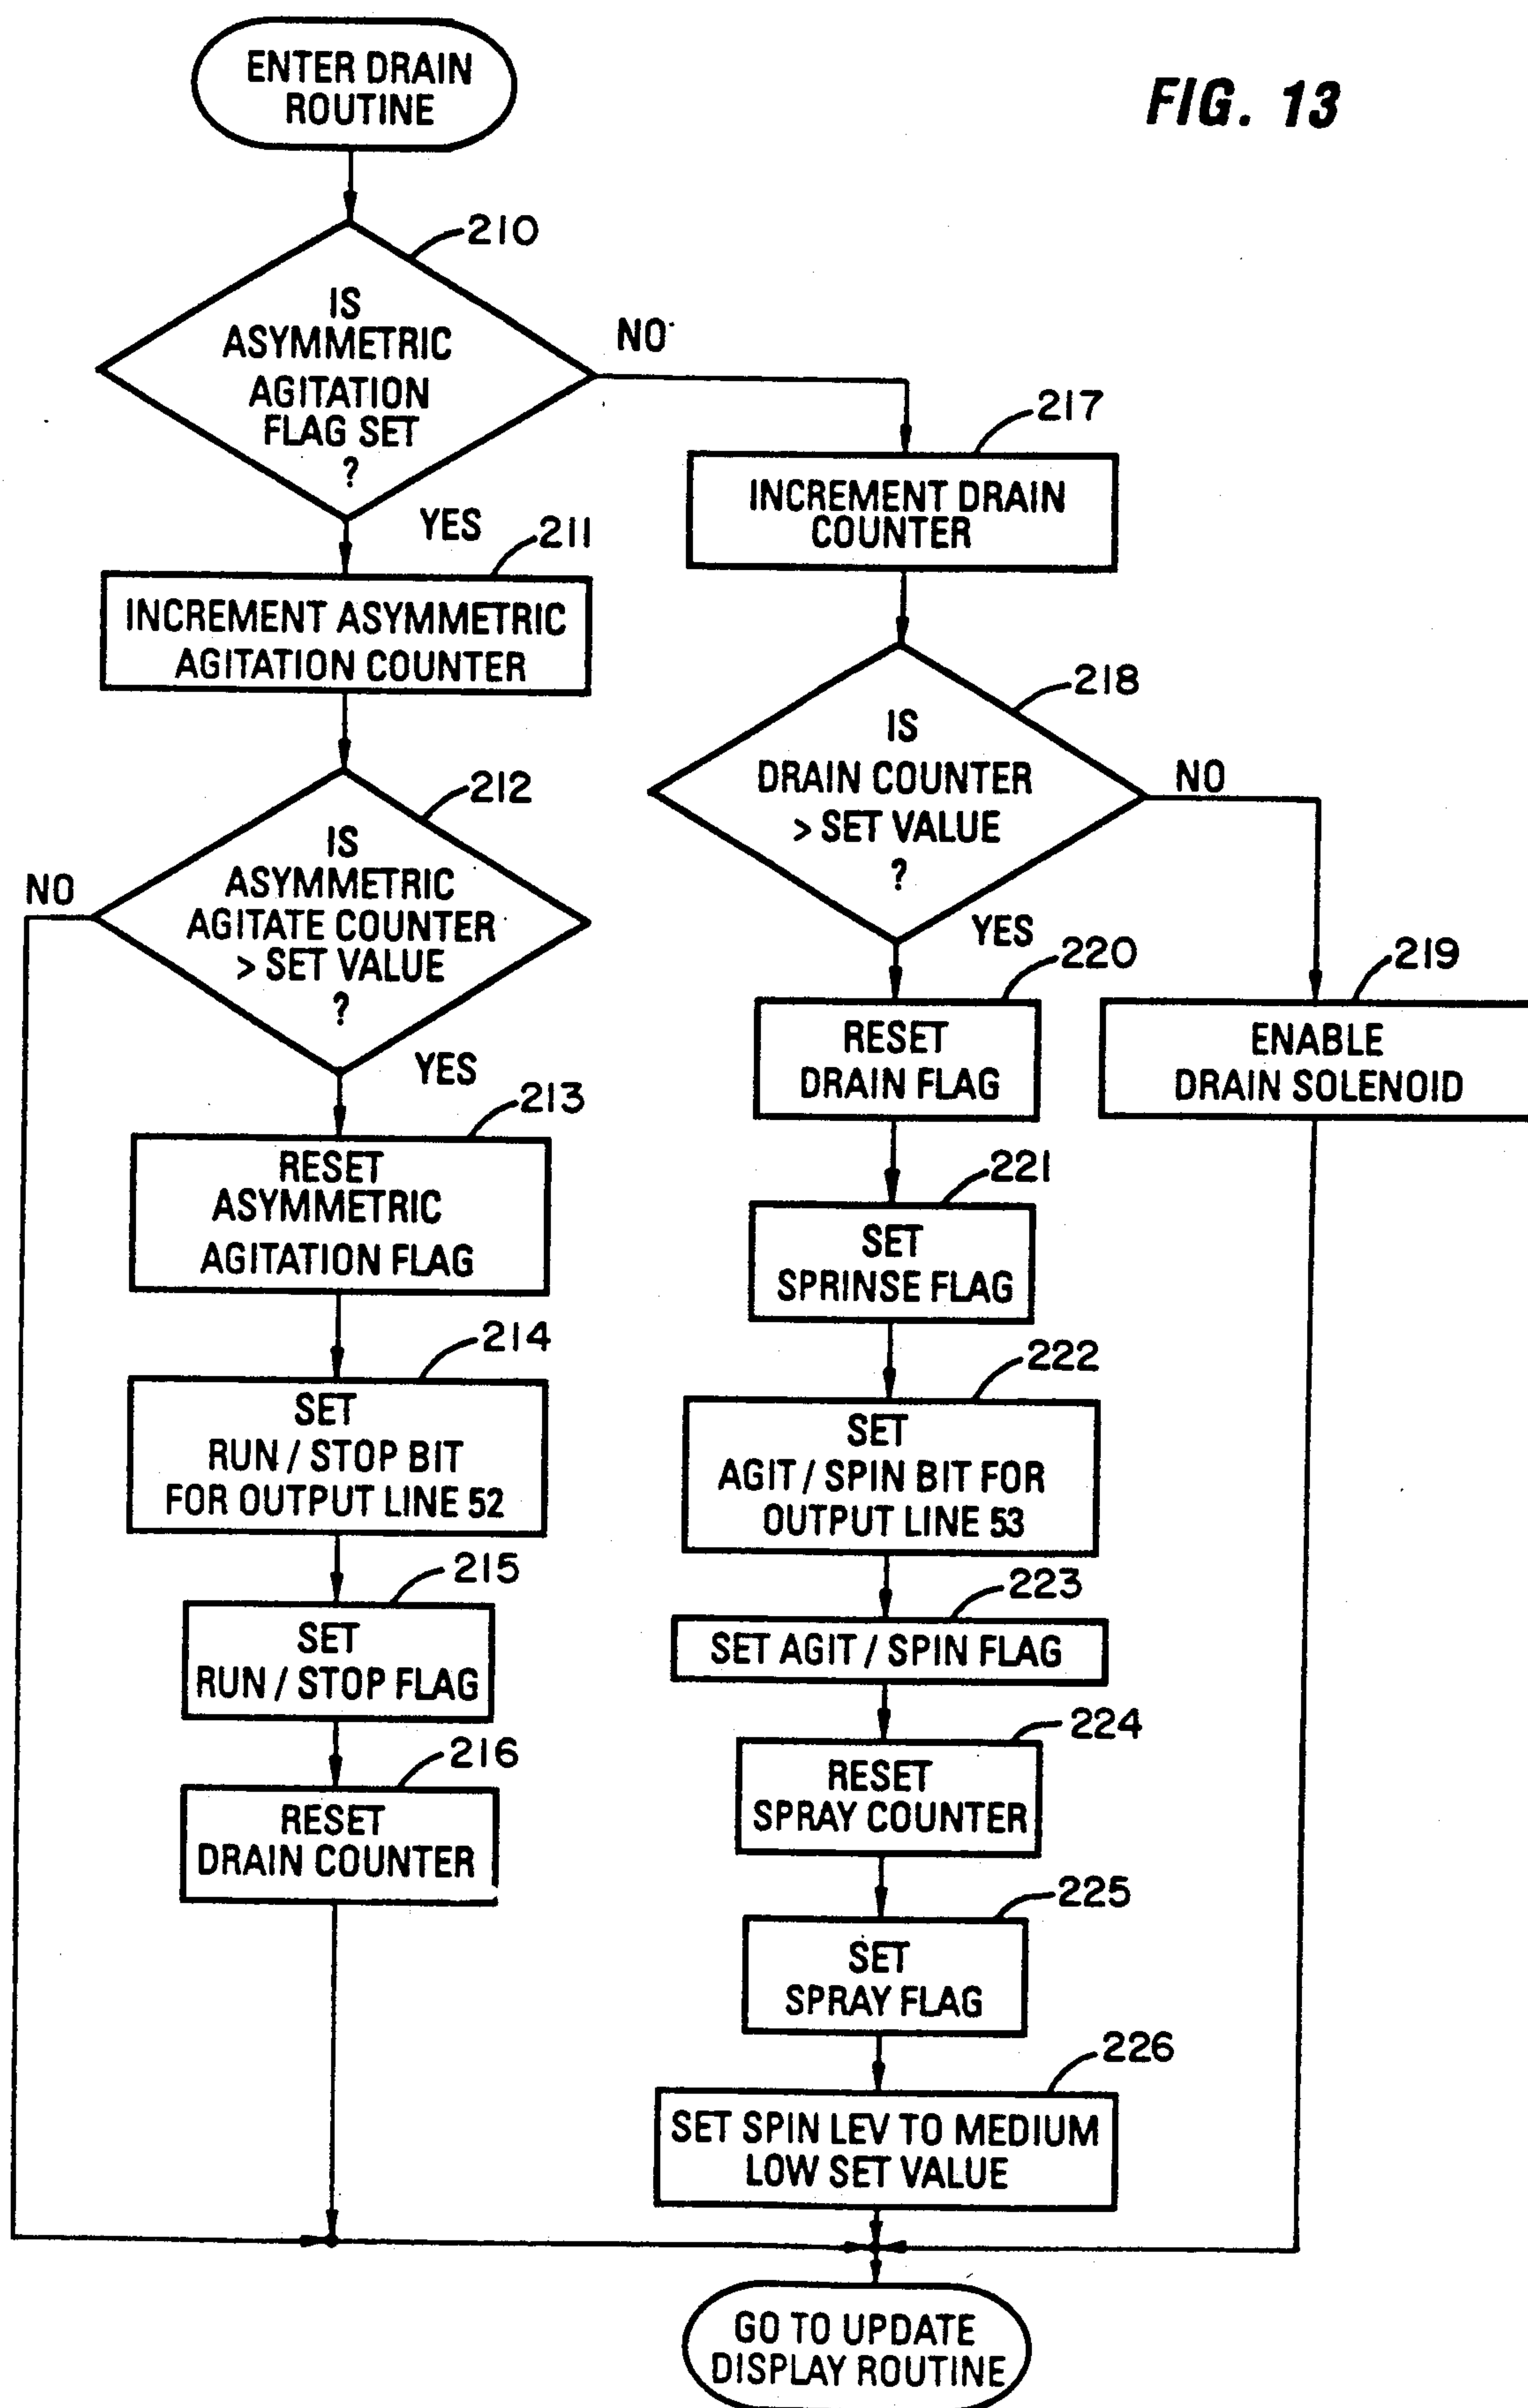 ENTER DRAIN
ROUTINE
FIG. 13
210
IS
ASYMMETRIC
AGITATION
FLAG SET
?
NO
YES
211
INCREMENT ASYMMETRIC
AGITATION COUNTER
212
IS
ASYMMETRIC
AGITATE COUNTER
> SET VALUE
?
NO
YES
213
RESET
ASYMMETRIC
AGITATION FLAG
214
SET
RUN / STOP BIT
FOR OUTPUT LINE 52
215
SET
RUN / STOP FLAG
216
RESET
DRAIN COUNTER
217
INCREMENT DRAIN
COUNTER
218
IS
DRAIN COUNTER
> SET VALUE
?
NO
YES
219
ENABLE
DRAIN SOLENOID
220
RESET
DRAIN FLAG
221
SET
SPRINSE FLAG
222
SET
AGIT / SPIN BIT FOR
OUTPUT LINE 53
223
SET AGIT / SPIN FLAG
224
RESET
SPRAY COUNTER
225
SET
SPRAY FLAG
226
SET SPIN LEV TO MEDIUM
LOW SET VALUE
GO TO UPDATE
DISPLAY ROUTINE